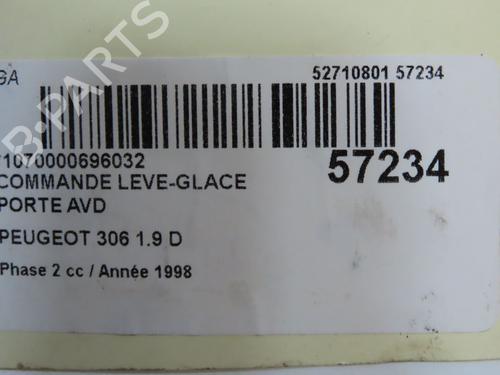 GA 52710801 57234
1070000696032
57234
COMMANDE LEVE-GLACE
PORTE AVD
PEUGEOT 306 1.9 D
Phase 2 cc / Année 1998
B-PARTS